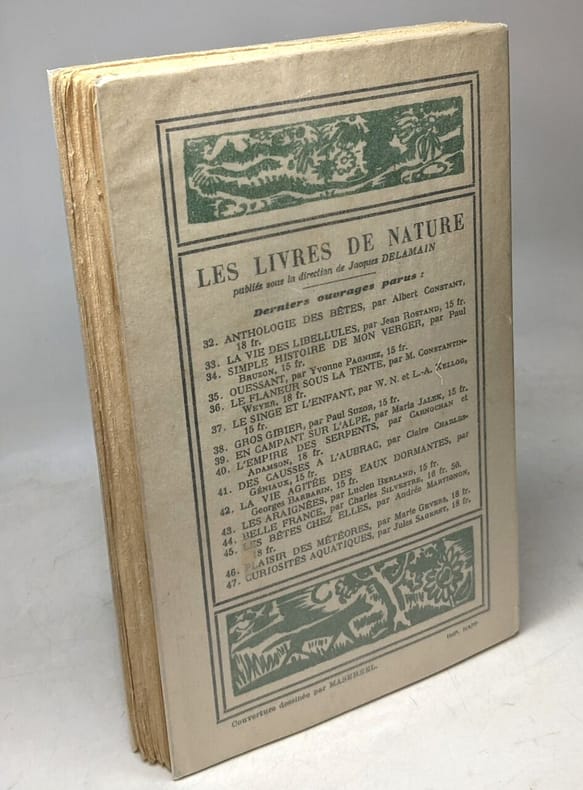 LES LIVRES DE NATURE
publiés sous la direction de Jacques DELAMAIN
Derniers ouvrages parus :
32. ANTHOLOGIE DES BÊTES, par Albert CONSTANT,
18 fr.
33. LA VIE DES LIBELLULES, par Jean ROSTAND, 15 fr.
34. SIMPLE HISTOIRE DE MON VERGER, par Paul
BRUZON, 15 fr.
35. OUESSANT, par Yvonne PAGNIEZ, 15 fr.
36. LE FLANEUR SOUS LA TENTE, par M. CONSTANTIN-
WEYER, 18 fr.
37. LE SINGE ET L'ENFANT, par W. N. et L.-A. KELLOG,
15 fr.
38. GROS GIBIER, par Paul SUZOR, 15 fr.
39. EN CAMPANT SUR L'ALPE, par Maria JALEK, 15 fr.
40. L'EMPIRE DES SERPENTS, par CARNOCHAN et
ADAMSON, 18 fr.
41. DES CAUSSES A L'AUBRAC, par Claire CHARLES-
GÉNIAUX, 15 fr.
42. LA VIE AGITÉE DES EAUX DORMANTES, par
Georges BARBARIN, 15 fr.
43. LES ARAIGNÉES, par Lucien BERLAND, 15 fr.
44. BELLE FRANCE, par Charles SILVESTRE, 16 fr. 50.
45. LES BÊTES CHEZ ELLES, par André MARTIGNON,
18 fr.
46. PLAISIR DES MÉTÉORES, par Marie GEVERS, 18 fr.
47. CURIOSITÉS AQUATIQUES, par Jules SAGERET, 18 fr.
IMP. NAPP
Couverture dessinée par MASEREEL.